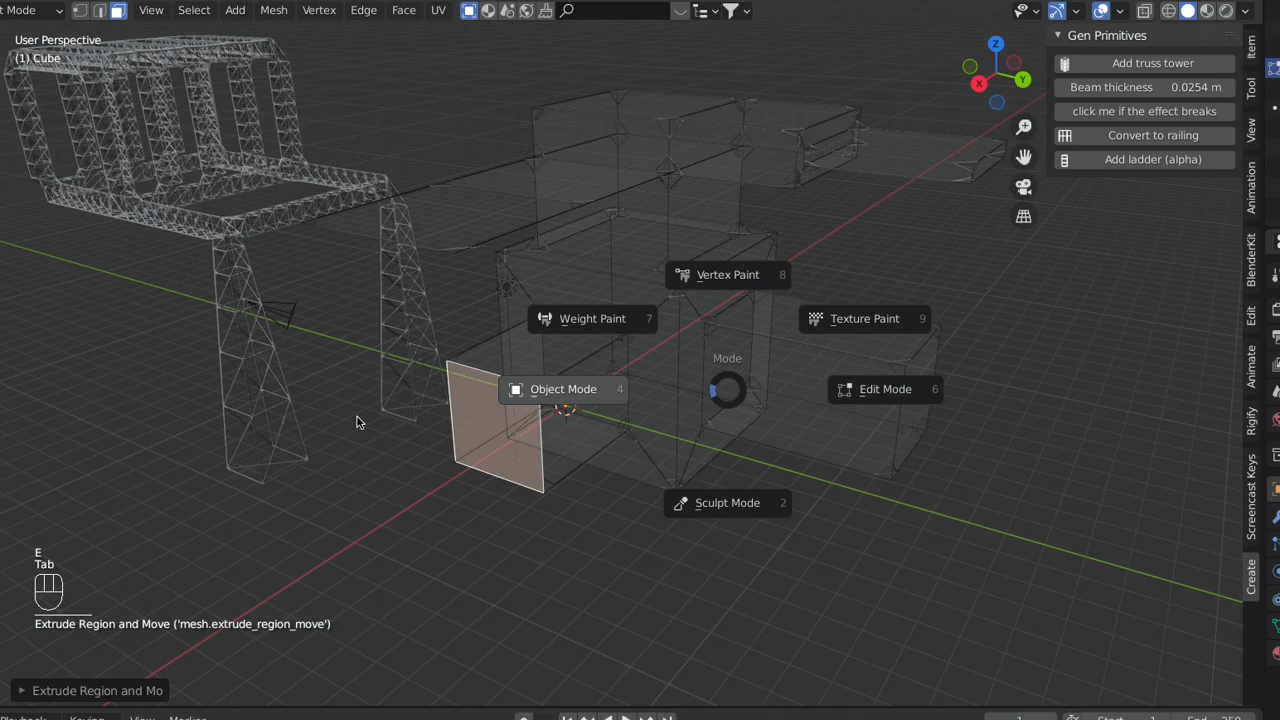 t Mode
View
Select
Add
Mesh
Vertex
Edge
Face
UV
User Perspective
(1) Cube
Gen Primitives
Add truss tower
Beam thickness 0.0254 m
click me if the effect breaks
Convert to railing
Add ladder (alpha)
Item
Tool
View
Animation
BlenderKit
Edit
Animate
Rigify
Screencast Keys
Create
X
Y
Z
Vertex Paint 8
Weight Paint 7
Texture Paint 9
Mode
Object Mode 4
Edit Mode 6
Sculpt Mode 2
E
Tab
Extrude Region and Move ('mesh.extrude_region_move')
Extrude Region and Mo
Playback
Keying
View
Marker
1
Start
1
End
250